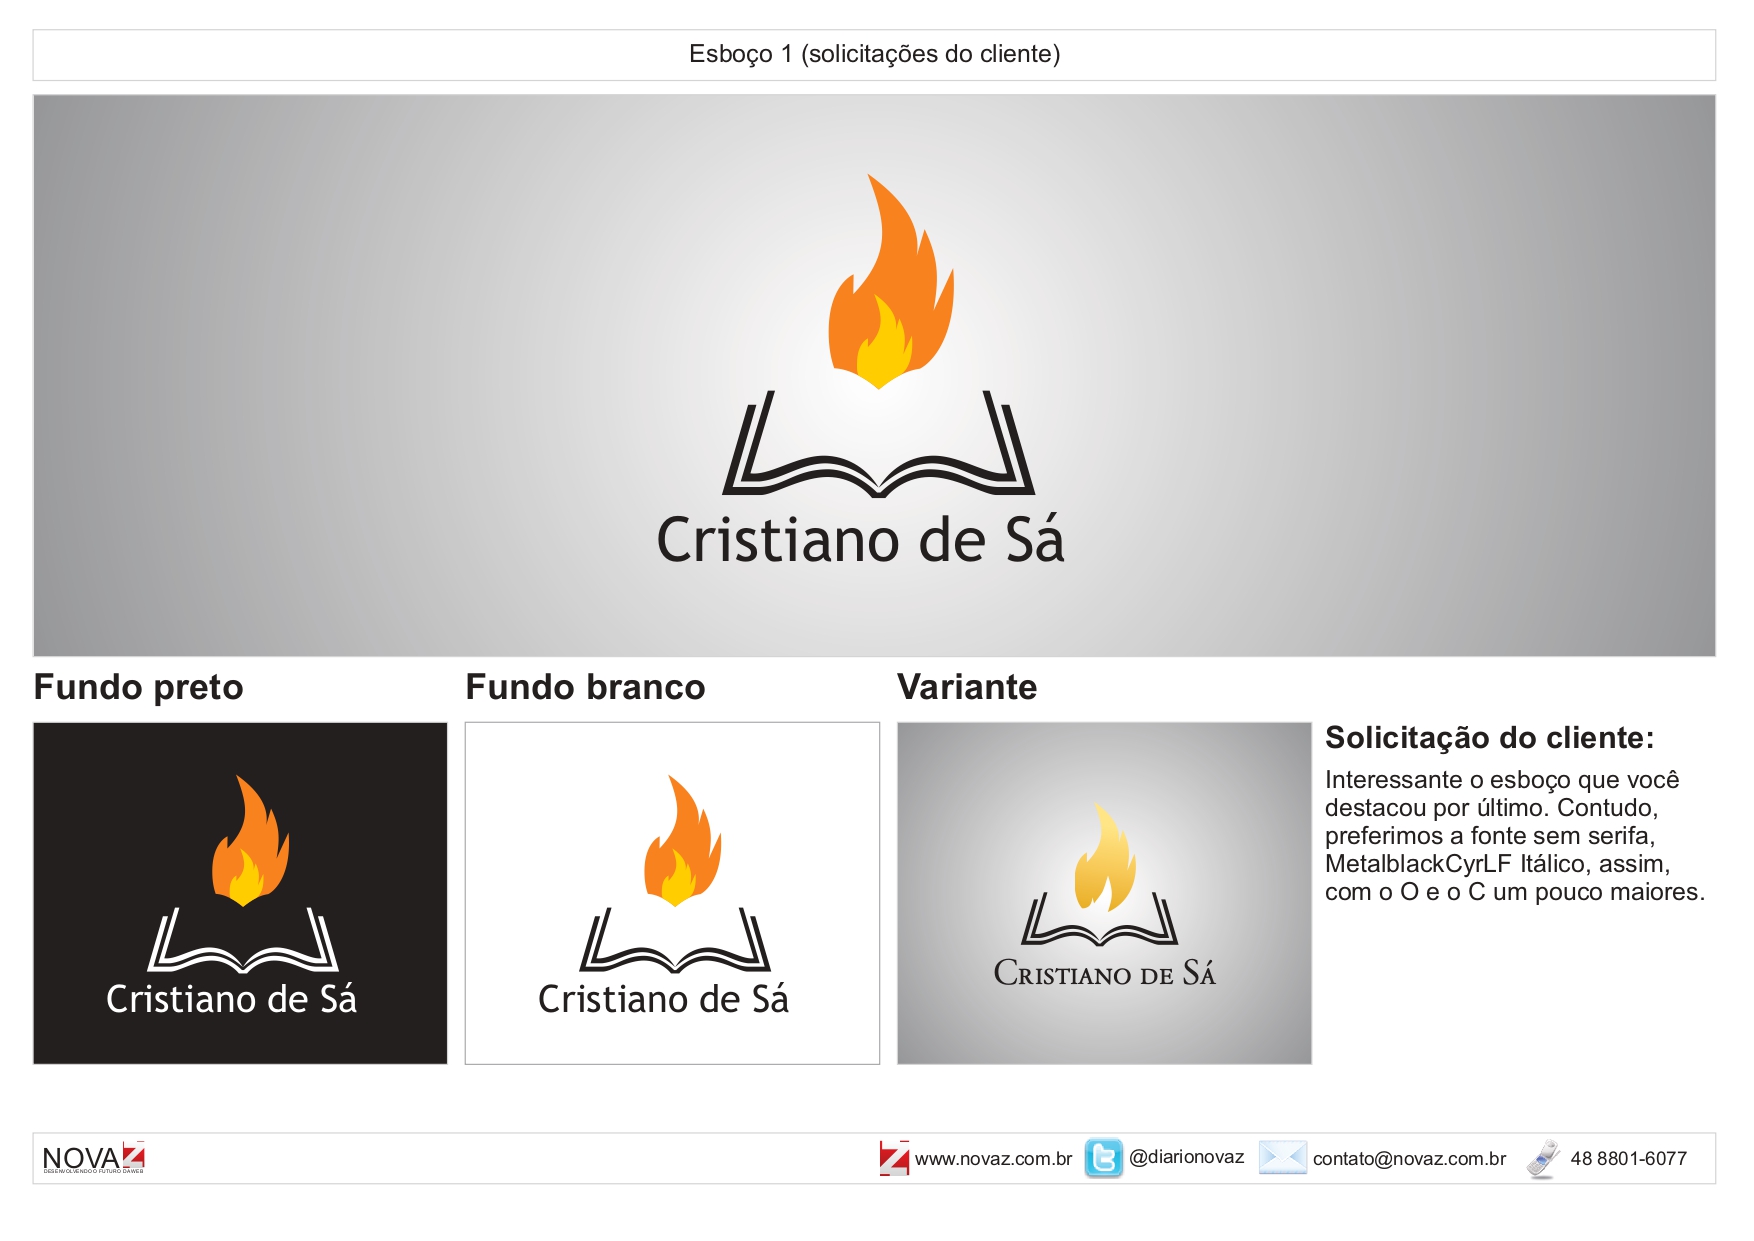 Esboço 1 (solicitações do cliente)
Cristiano de Sá
Fundo preto
Fundo branco
Variante
Cristiano de Sá
Cristiano de Sá
Cristiano de Sá
Solicitação do cliente:
Interessante o esboço que você
destacou por último. Contudo,
preferimos a fonte sem serifa,
MetalblackCyrLF Itálico, assim,
com o O e o C um pouco maiores.
NOVAZ
DESENVOLVENDO O FUTURO DA WEB
www.novaz.com.br
@diarionovaz
contato@novaz.com.br
48 8801-6077